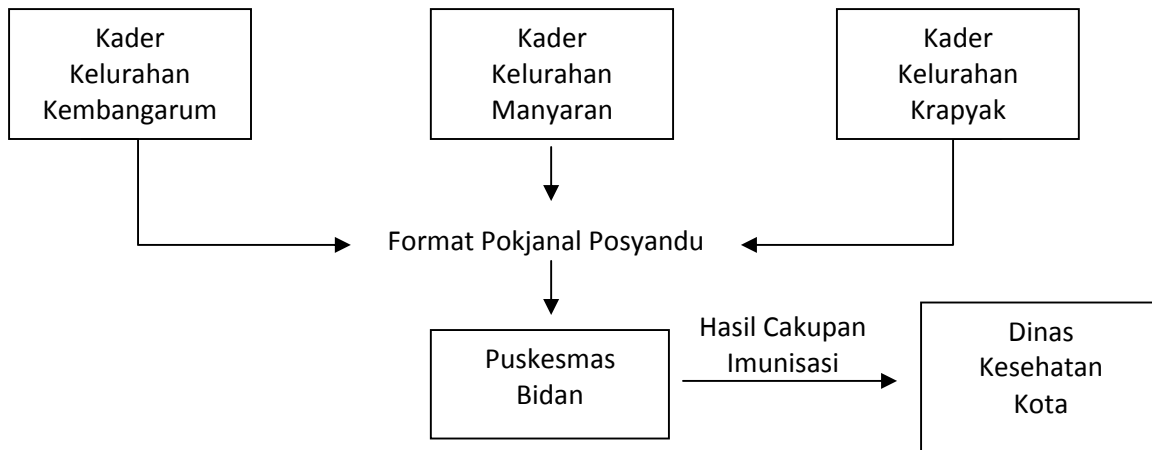 Kader
Kelurahan
Kembangarum
Kader
Kelurahan
Manyaran
Kader
Kelurahan
Krapyak
Format Pokjanal Posyandu
Puskesmas
Bidan
Hasil Cakupan
Imunisasi
Dinas
Kesehatan
Kota